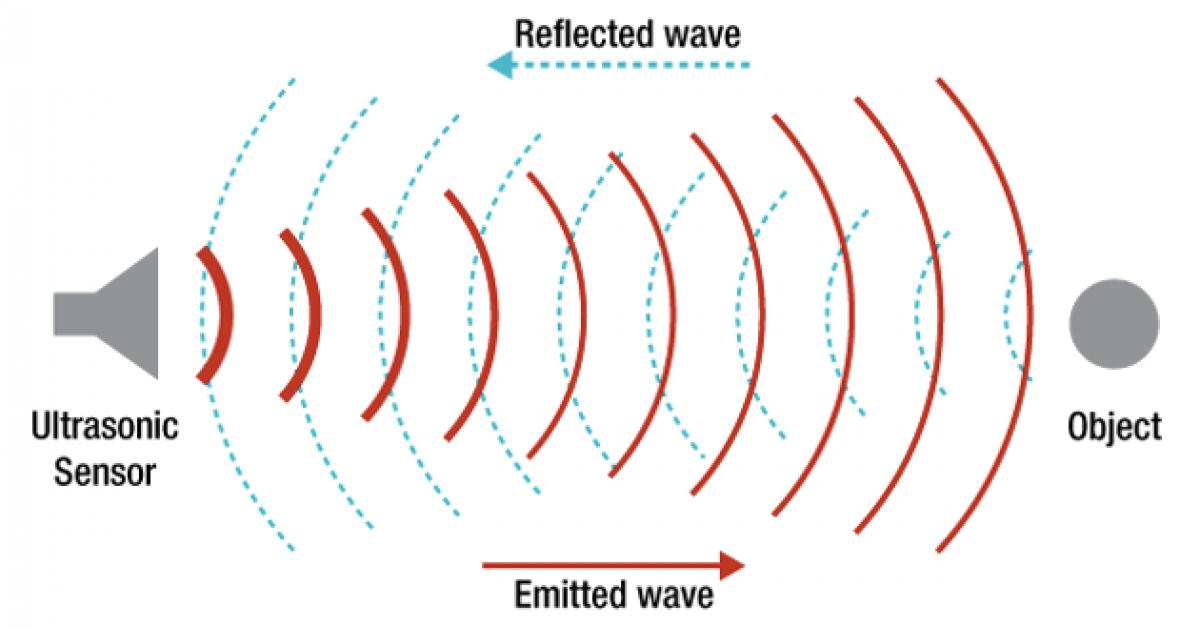 Reflected wave
Ultrasonic
Sensor
Object
Emitted wave